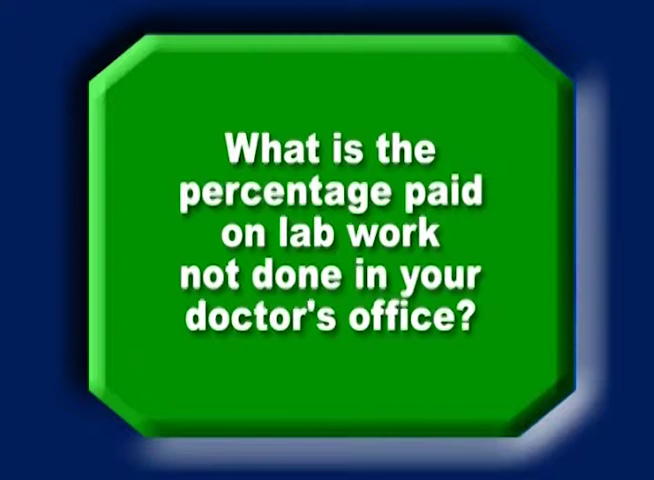 What is the
percentage paid
on lab work
not done in your
doctor's office?